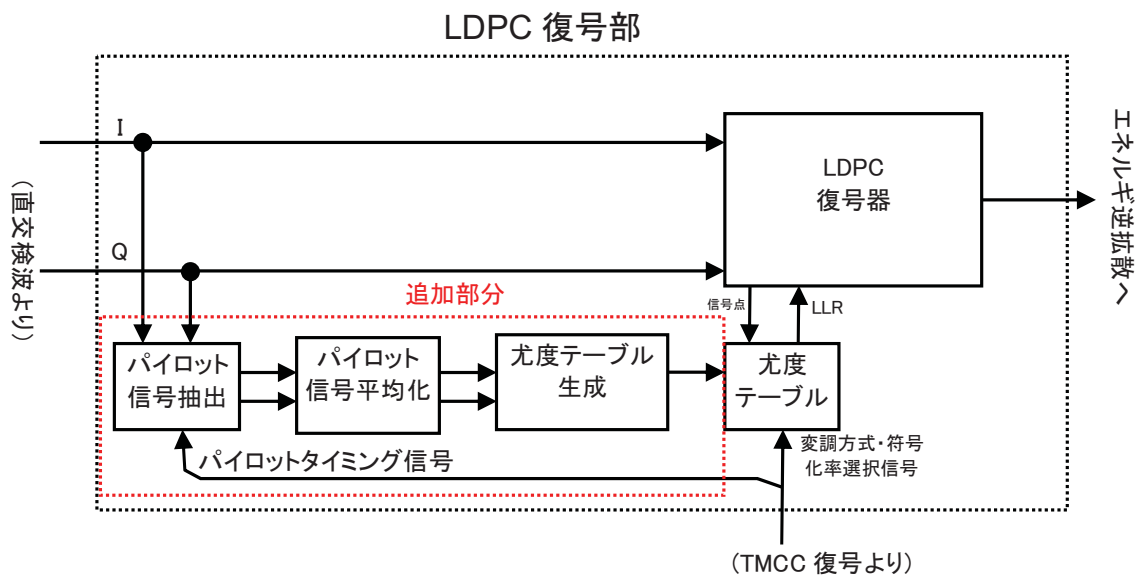 LDPC 復号部
I
LDPC
復号器
エネルギ逆拡散へ
(直交検波より)
Q
追加部分
信号点
LLR
パイロット
信号抽出
パイロット
信号平均化
尤度テーブル
生成
尤度
テーブル
パイロットタイミング信号
変調方式・符号
化率選択信号
(TMCC 復号より)